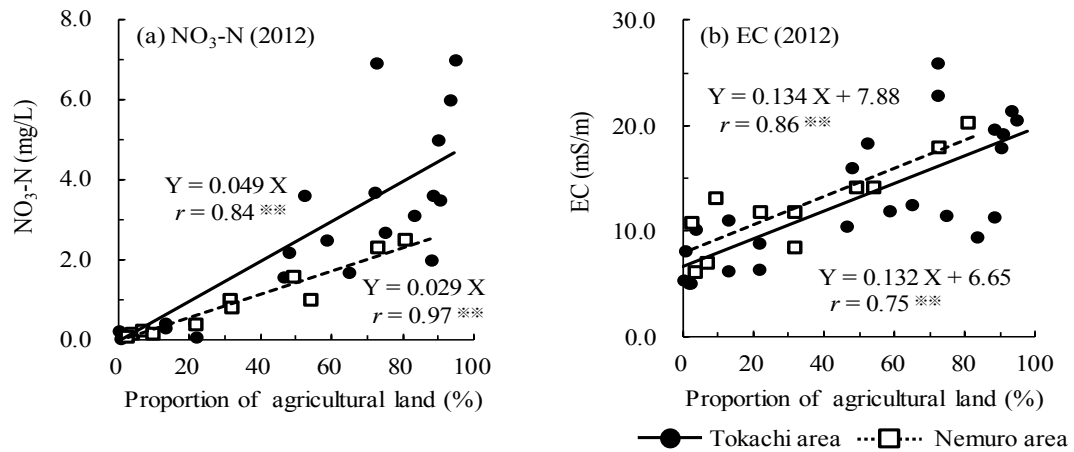 (a) NO₃-N (2012)
NO₃-N (mg/L)
8.0
6.0
4.0
2.0
0.0
Y = 0.049 X
r = 0.84 ※※
Y = 0.029 X
r = 0.97 ※※
0 20 40 60 80 100
Proportion of agricultural land (%)
(b) EC (2012)
EC (mS/m)
30.0
20.0
10.0
0.0
Y = 0.134 X + 7.88
r = 0.86 ※※
Y = 0.132 X + 6.65
r = 0.75 ※※
0 20 40 60 80 100
Proportion of agricultural land (%)
Tokachi area Nemuro area